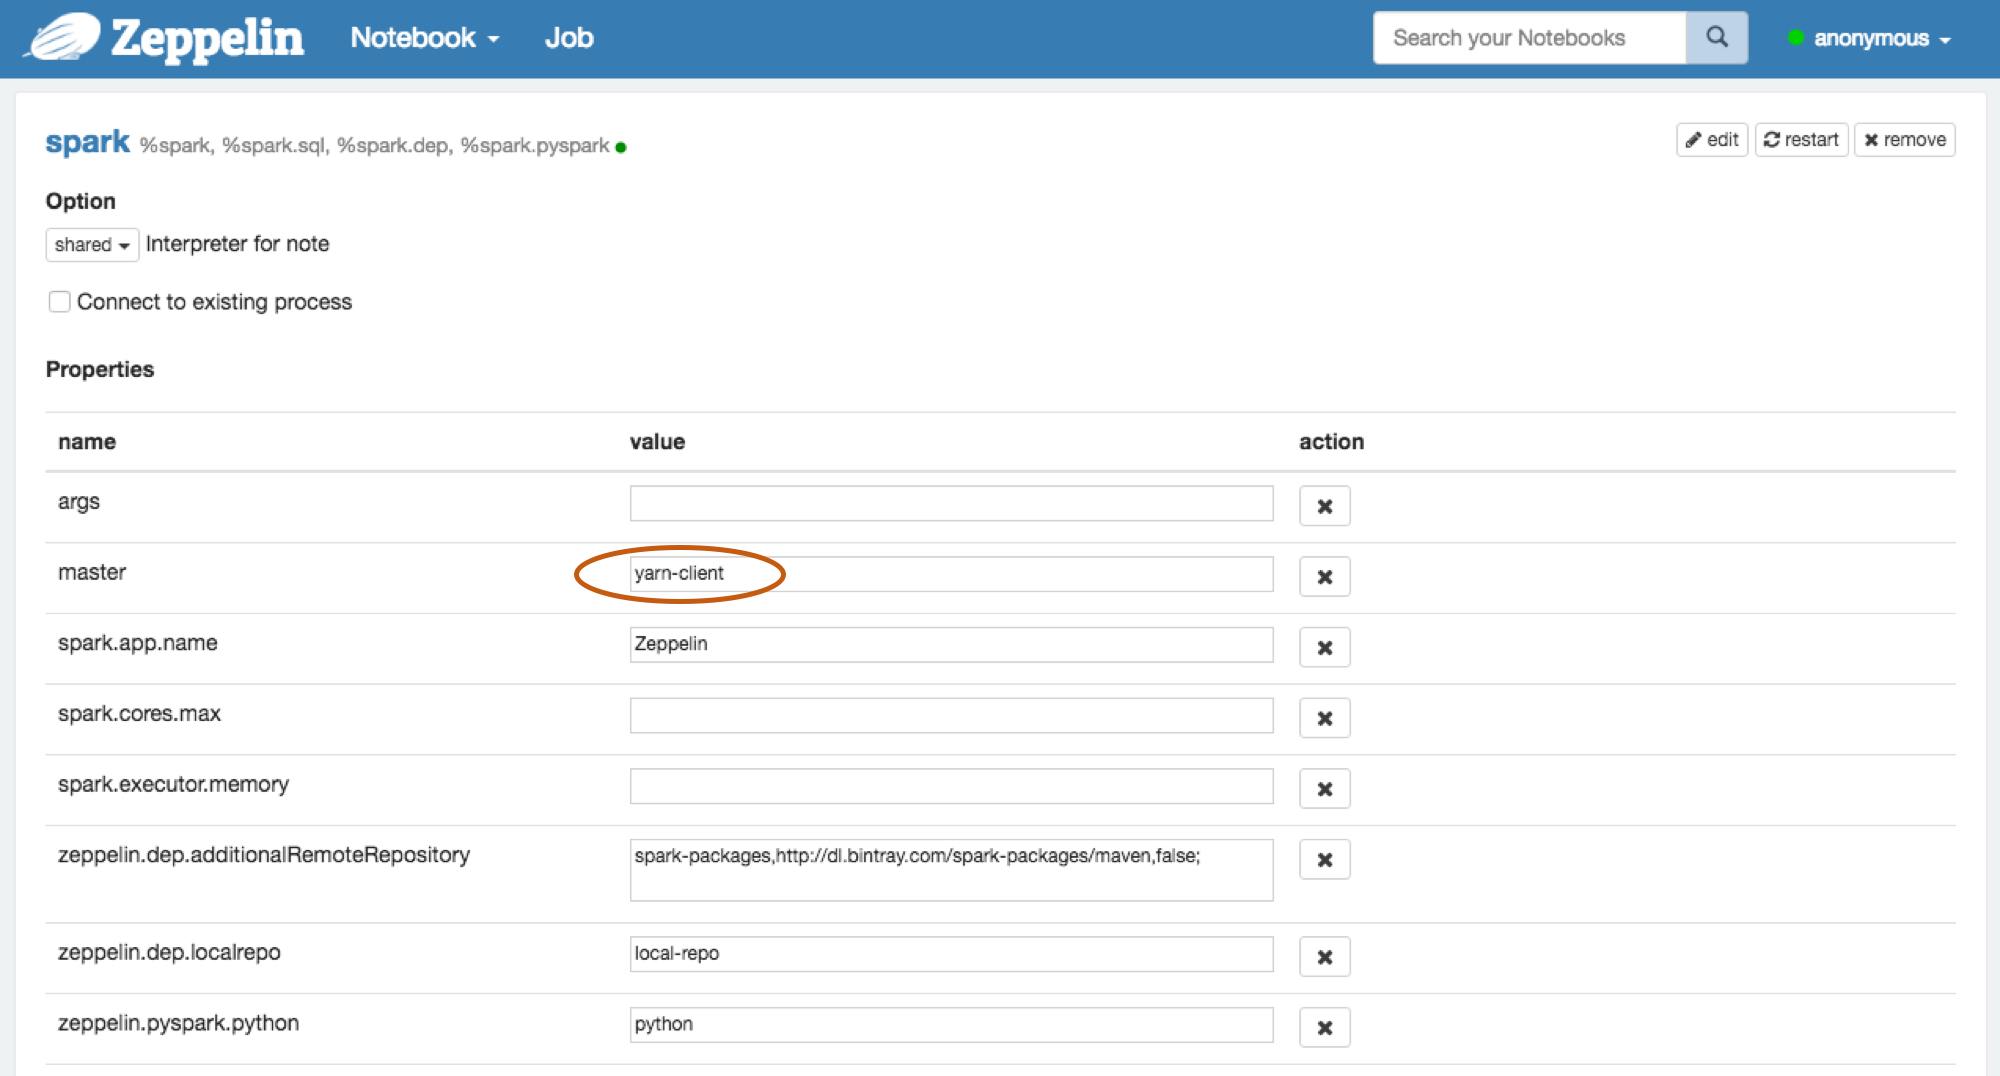 Zeppelin Notebook Job Search your Notebooks anonymous
spark %spark, %spark.sql, %spark.dep, %spark.pyspark edit restart remove
Option
shared Interpreter for note
Connect to existing process
Properties
name value action
args
master yarn-client
spark.app.name Zeppelin
spark.cores.max
spark.executor.memory
zeppelin.dep.additionalRemoteRepository spark-packages,http://dl.bintray.com/spark-packages/maven,false;
zeppelin.dep.localrepo local-repo
zeppelin.pyspark.python python